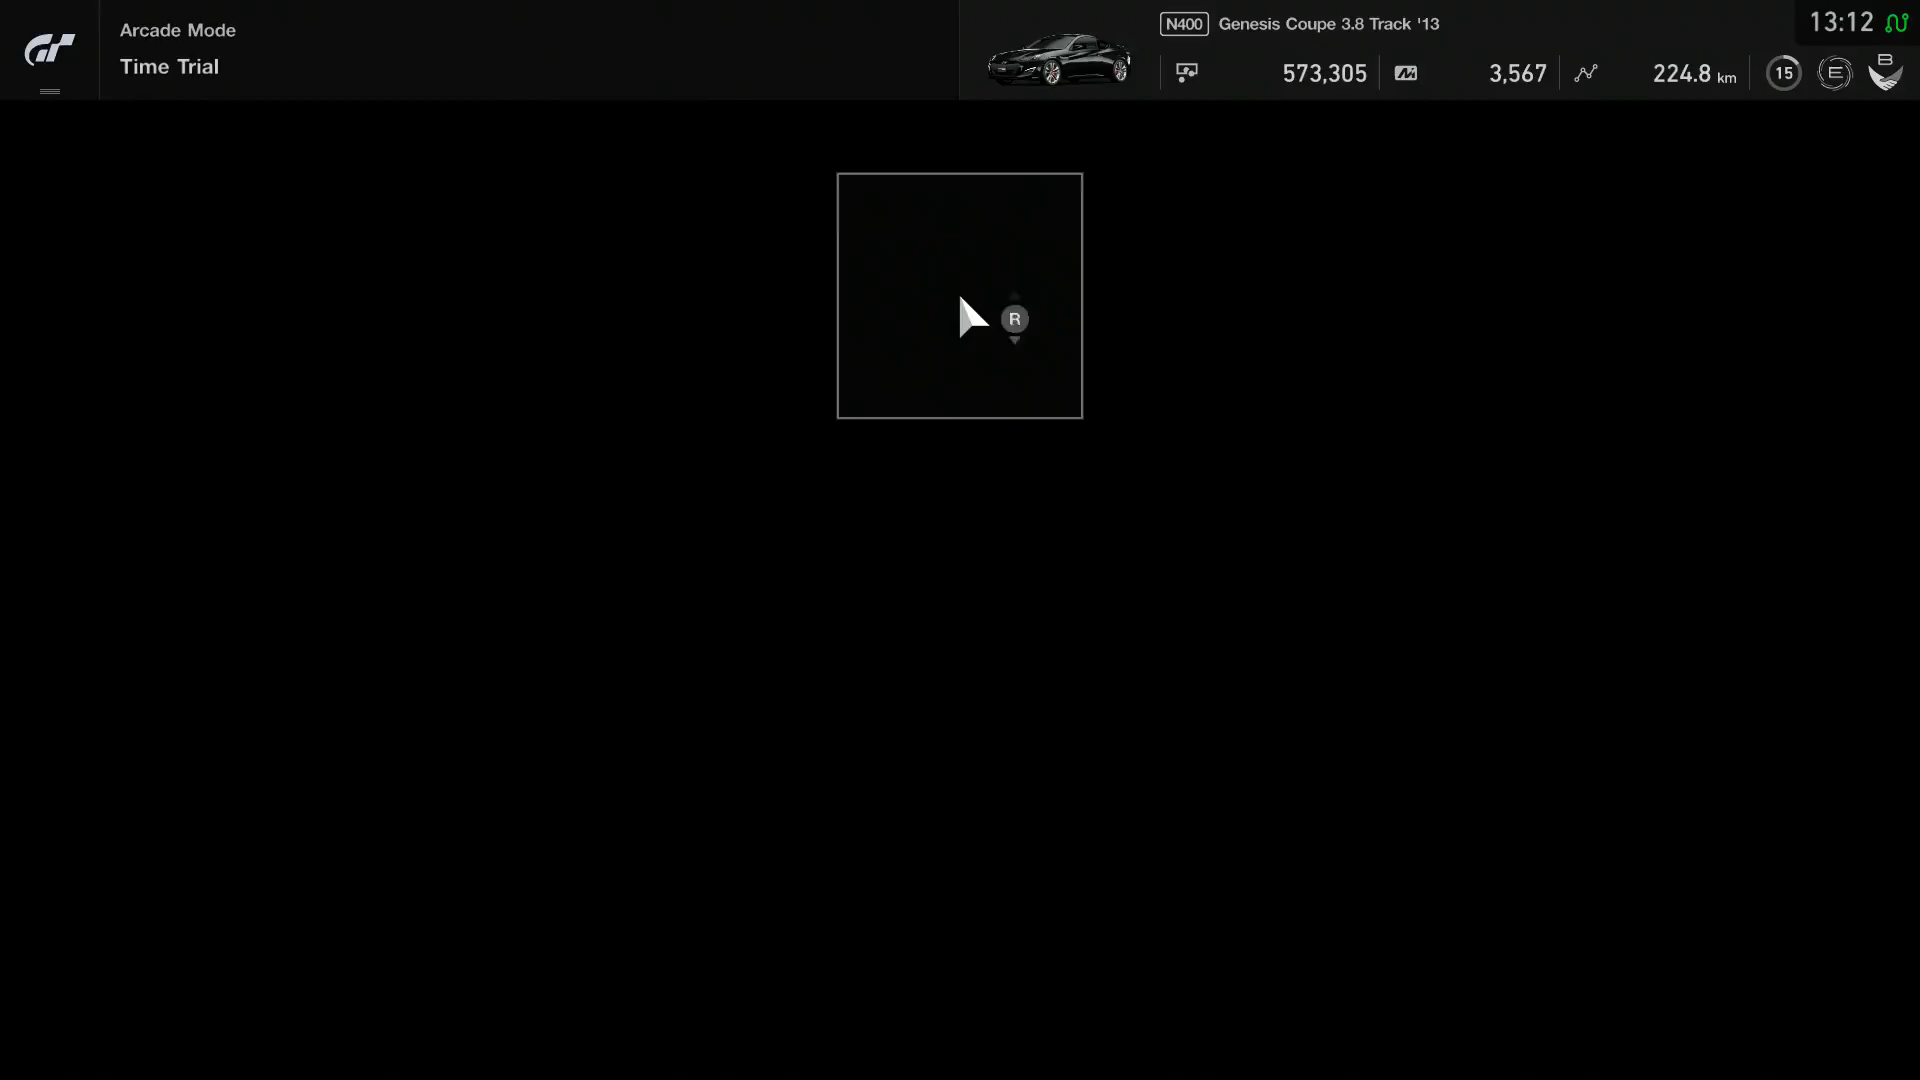 Arcade Mode
Time Trial
N400 Genesis Coupe 3.8 Track '13
573,305 3,567 224.8 km 15 E B
13:12
R